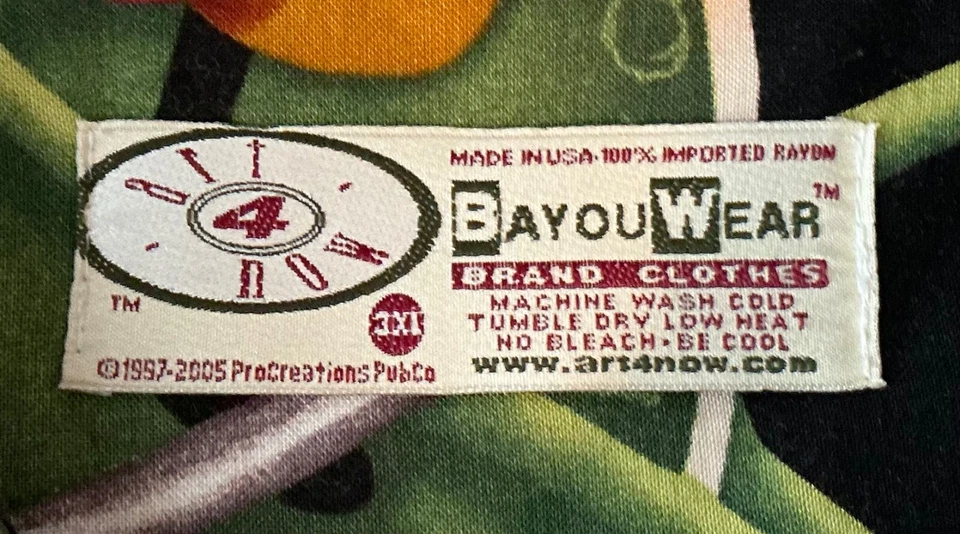 art
4
now
TM
3XL
©1997-2005 ProCreations PubCo
MADE IN USA·100% IMPORTED RAYON
BAYOUWEAR™
BRAND CLOTHES
MACHINE WASH COLD
TUMBLE DRY LOW HEAT
NO BLEACH·BE COOL
www.art4now.com